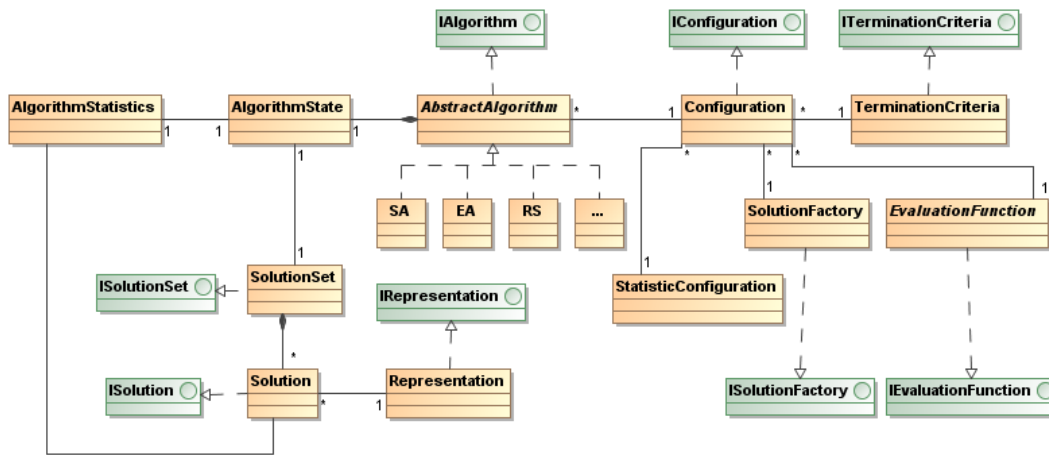 IAlgorithm
IConfiguration
ITerminationCriteria
AlgorithmStatistics
AlgorithmState
AbstractAlgorithm
Configuration
TerminationCriteria
*
1
*
1
1
1
1
*
*
*
1
1
1
SA
EA
RS
...
SolutionFactory
EvaluationFunction
1
1
ISolutionSet
SolutionSet
IRepresentation
StatisticConfiguration
*
ISolution
Solution
Representation
ISolutionFactory
IEvaluationFunction
*
1